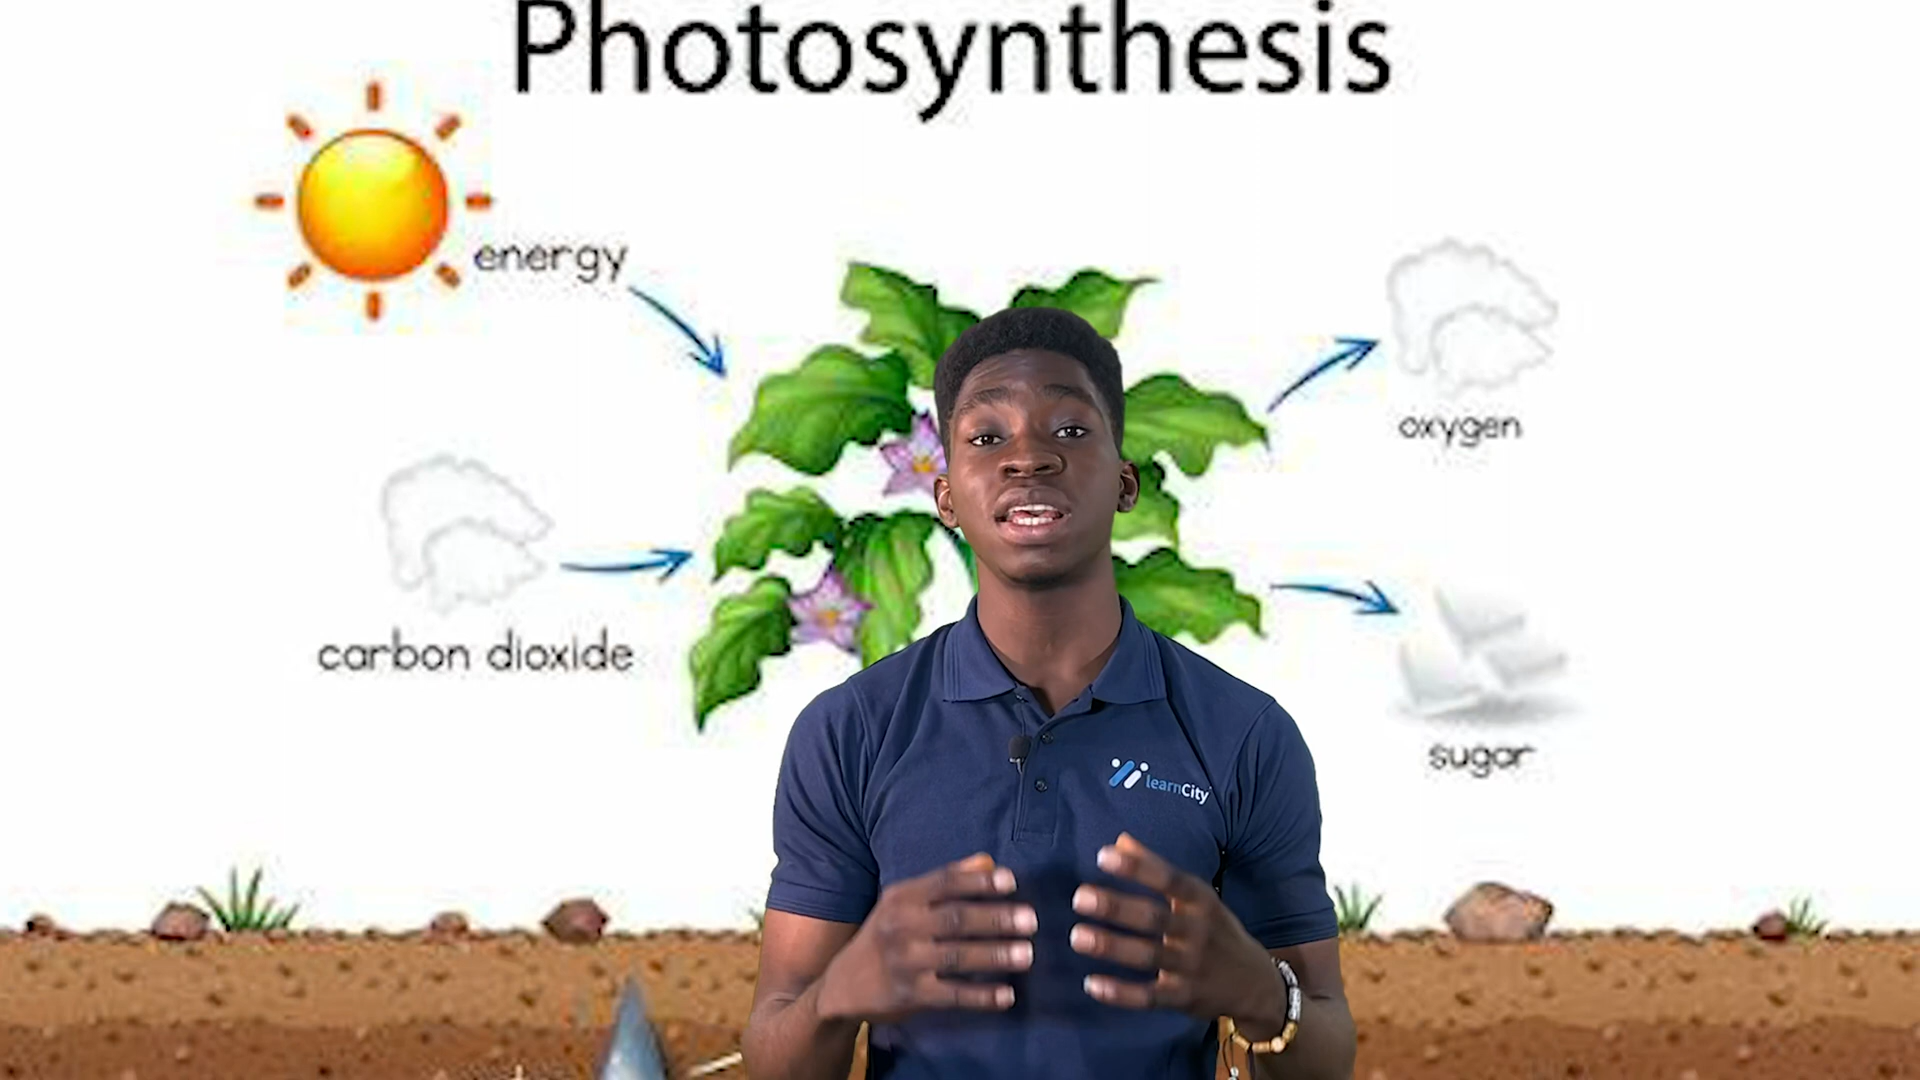 Photosynthesis
energy
oxygen
carbon dioxide
sugar
learnCity